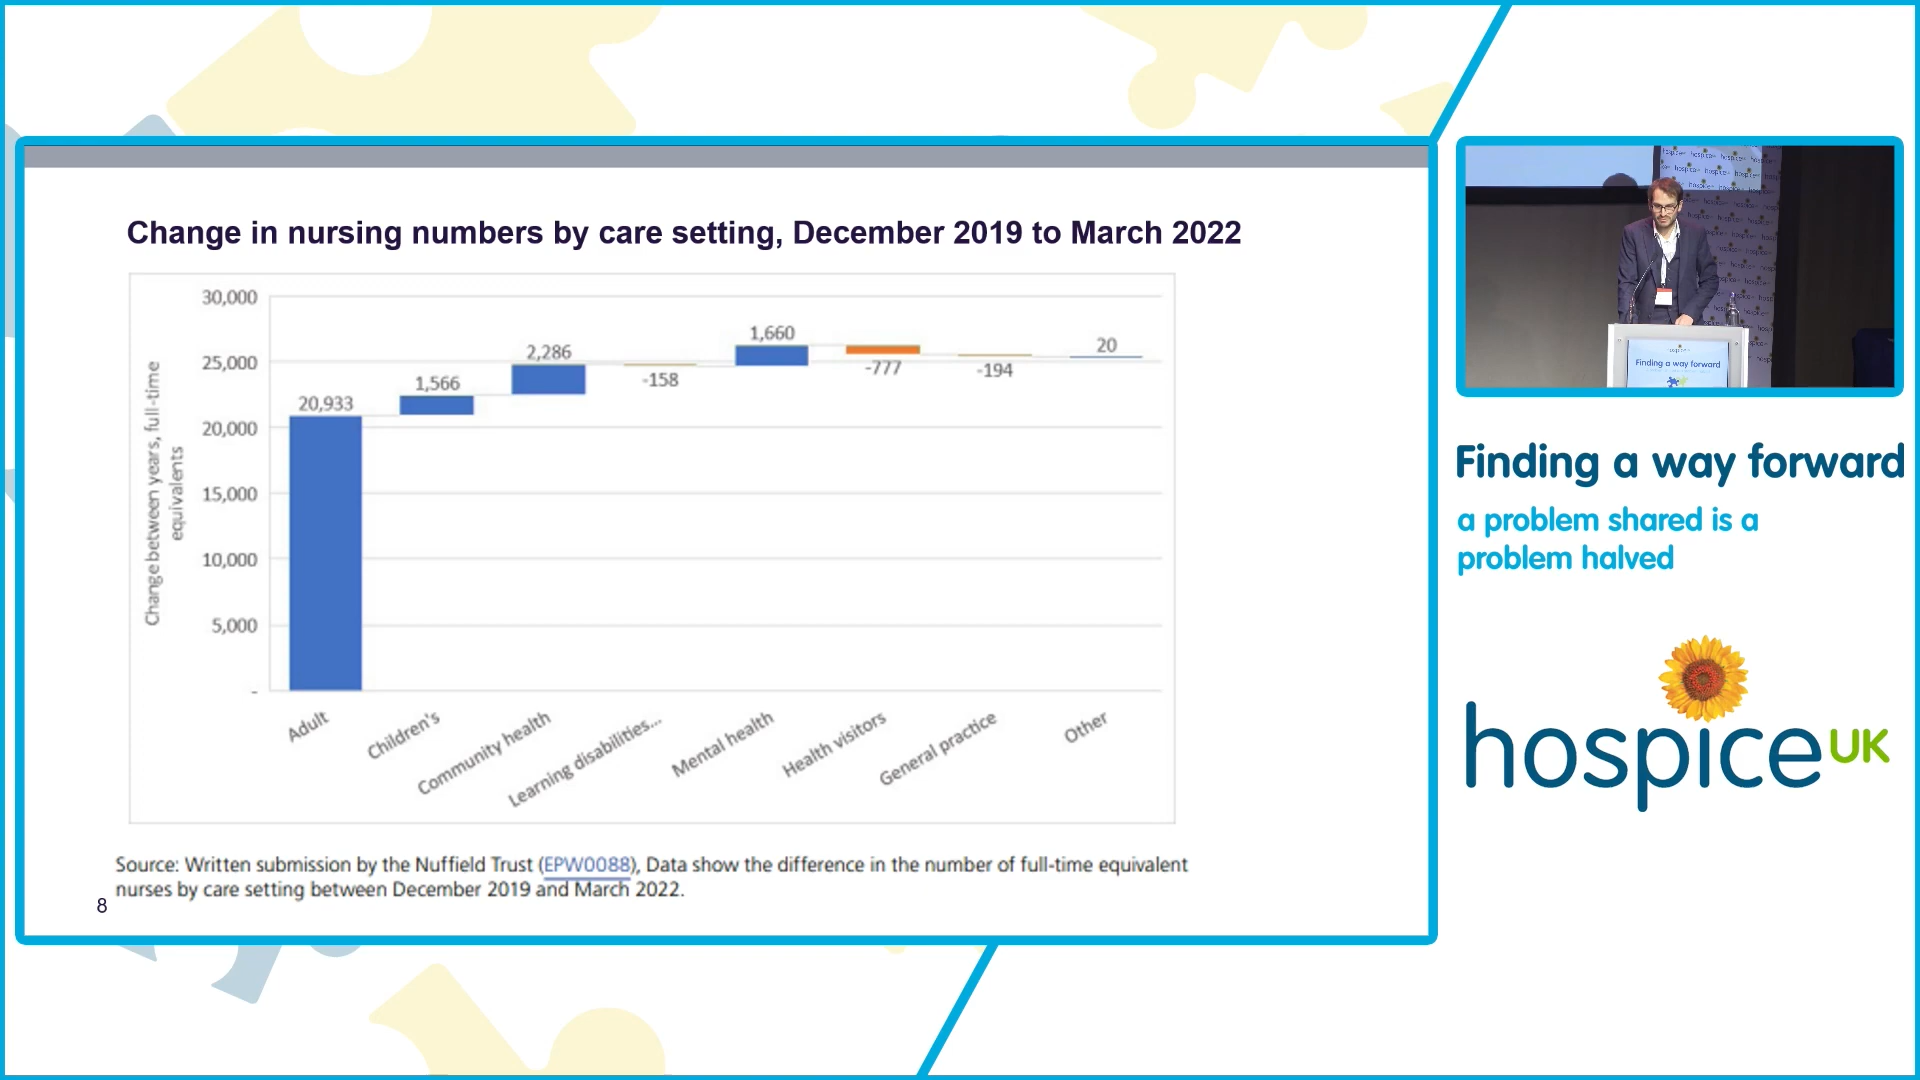 Change in nursing numbers by care setting, December 2019 to March 2022
Change between years, full-time
equivalents
30,000
25,000
20,000
15,000
10,000
5,000
-
20,933
1,566
2,286
-158
1,660
-777
-194
20
Adult
Children's
Community health
Learning disabilities...
Mental health
Health visitors
General practice
Other
Source: Written submission by the Nuffield Trust (EPW0088), Data show the difference in the number of full-time equivalent
nurses by care setting between December 2019 and March 2022.
8
Finding a way forward
Finding a way forward
a problem shared is a
problem halved
hospice UK